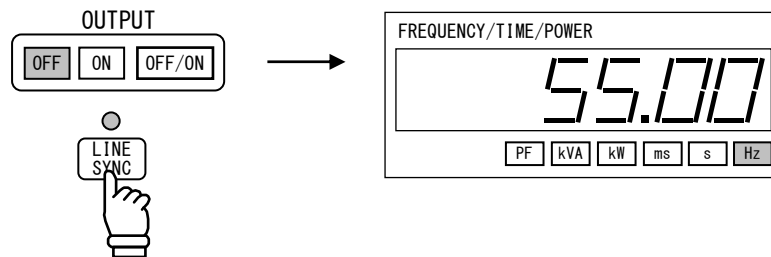 OUTPUT
OFF ON OFF/ON
LINE
SYNC
FREQUENCY/TIME/POWER
55.00
PF kVA kW ms s Hz